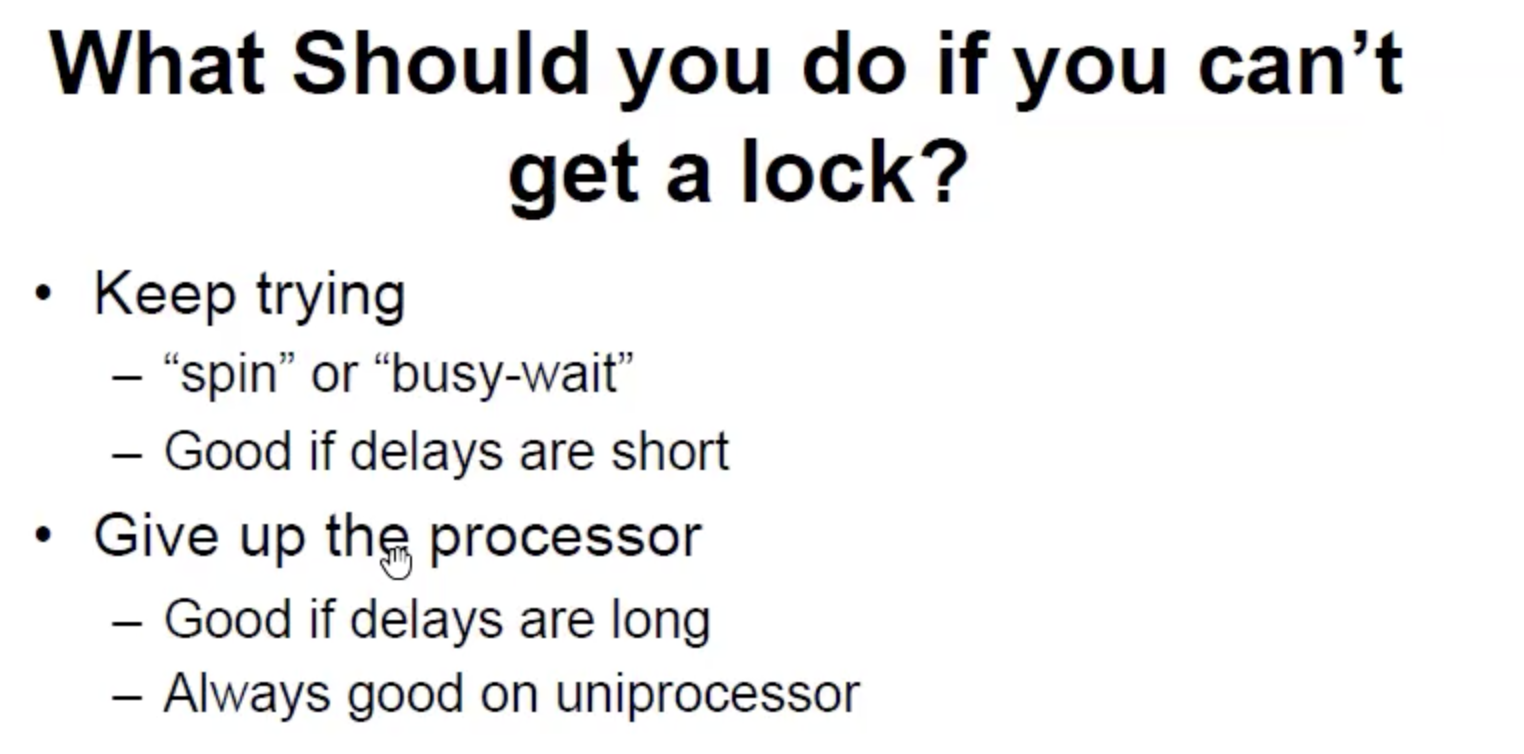 What Should you do if you can’t
get a lock?
• Keep trying
– “spin” or “busy-wait”
– Good if delays are short
• Give up the processor
– Good if delays are long
– Always good on uniprocessor